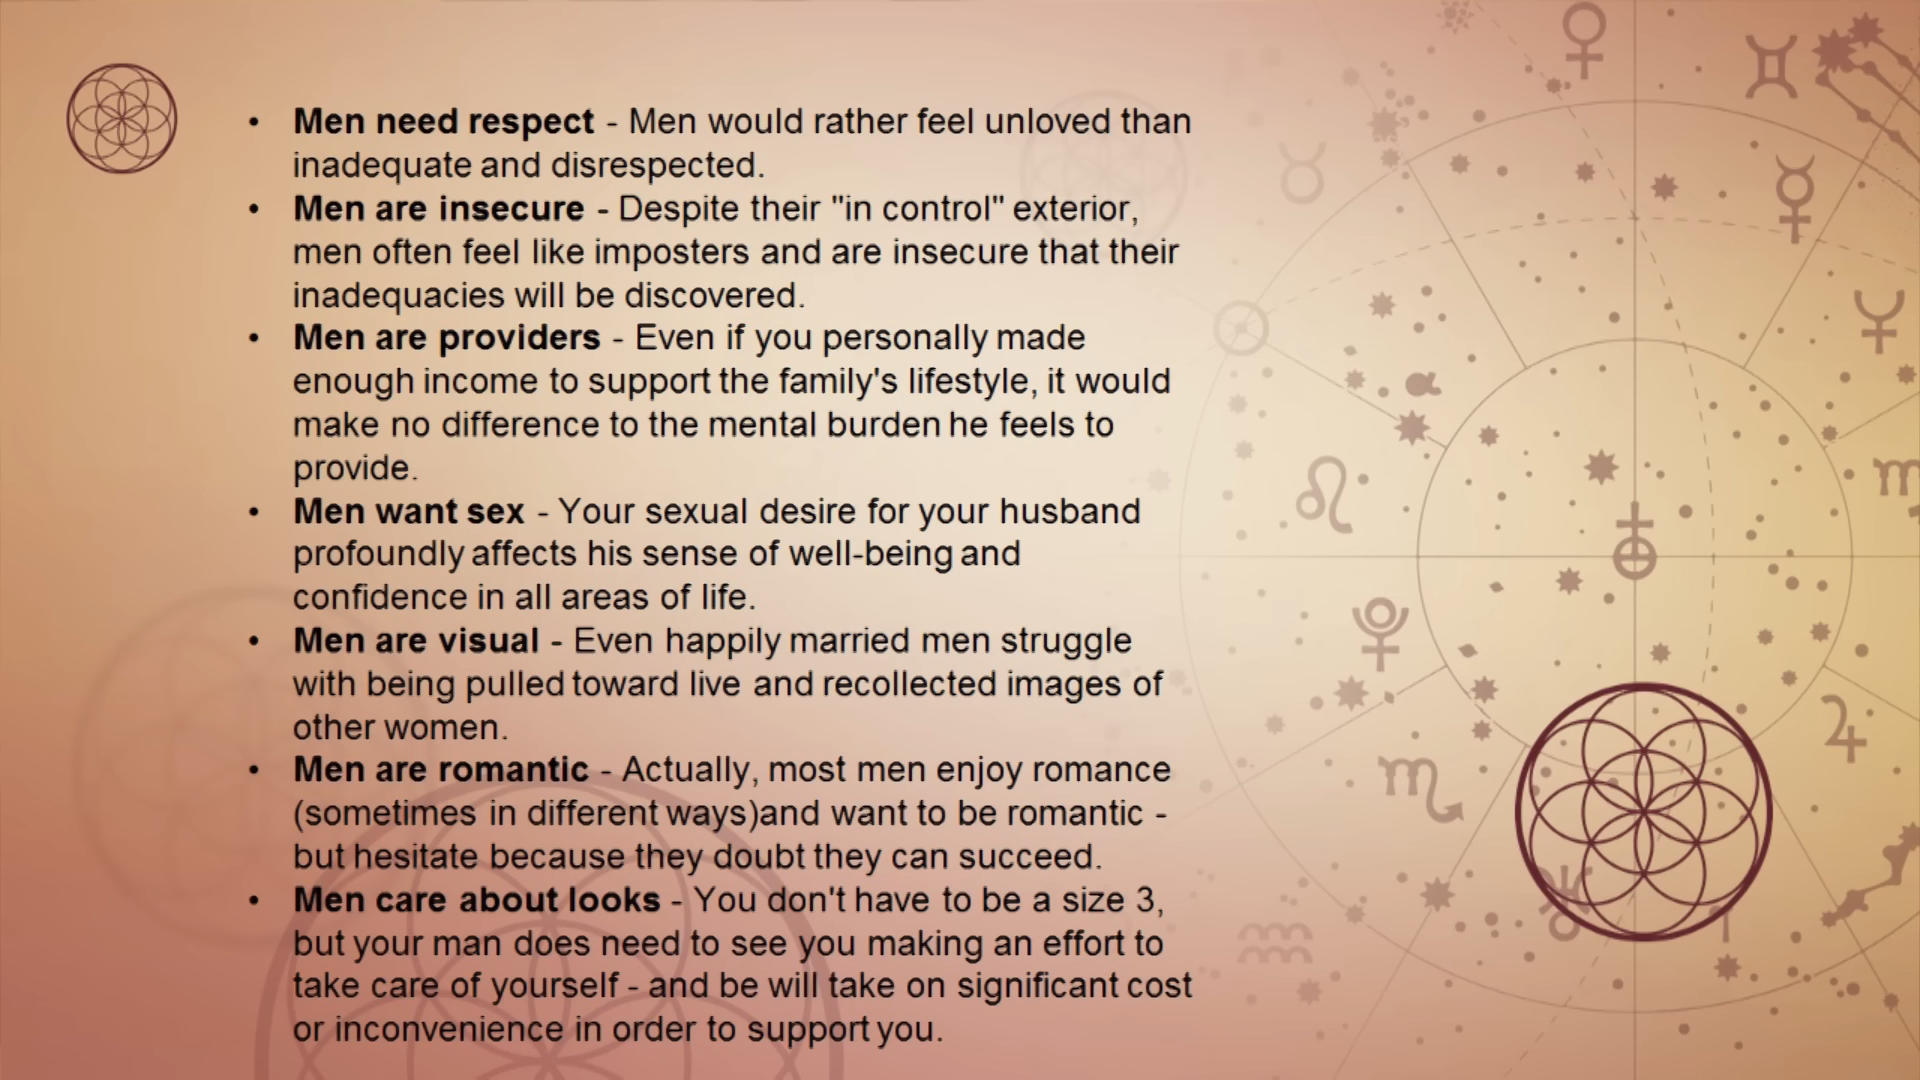 • Men need respect - Men would rather feel unloved than
inadequate and disrespected.
• Men are insecure - Despite their "in control" exterior,
men often feel like imposters and are insecure that their
inadequacies will be discovered.
• Men are providers - Even if you personally made
enough income to support the family's lifestyle, it would
make no difference to the mental burden he feels to
provide.
• Men want sex - Your sexual desire for your husband
profoundly affects his sense of well-being and
confidence in all areas of life.
• Men are visual - Even happily married men struggle
with being pulled toward live and recollected images of
other women.
• Men are romantic - Actually, most men enjoy romance
(sometimes in different ways)and want to be romantic -
but hesitate because they doubt they can succeed.
• Men care about looks - You don't have to be a size 3,
but your man does need to see you making an effort to
take care of yourself - and be will take on significant cost
or inconvenience in order to support you.